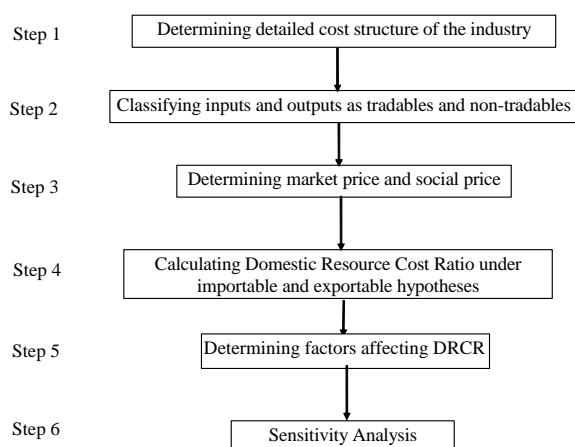 Step 1
Determining detailed cost structure of the industry
Step 2
Classifying inputs and outputs as tradables and non-tradables
Step 3
Determining market price and social price
Step 4
Calculating Domestic Resource Cost Ratio under
importable and exportable hypotheses
Step 5
Determining factors affecting DRCR
Step 6
Sensitivity Analysis